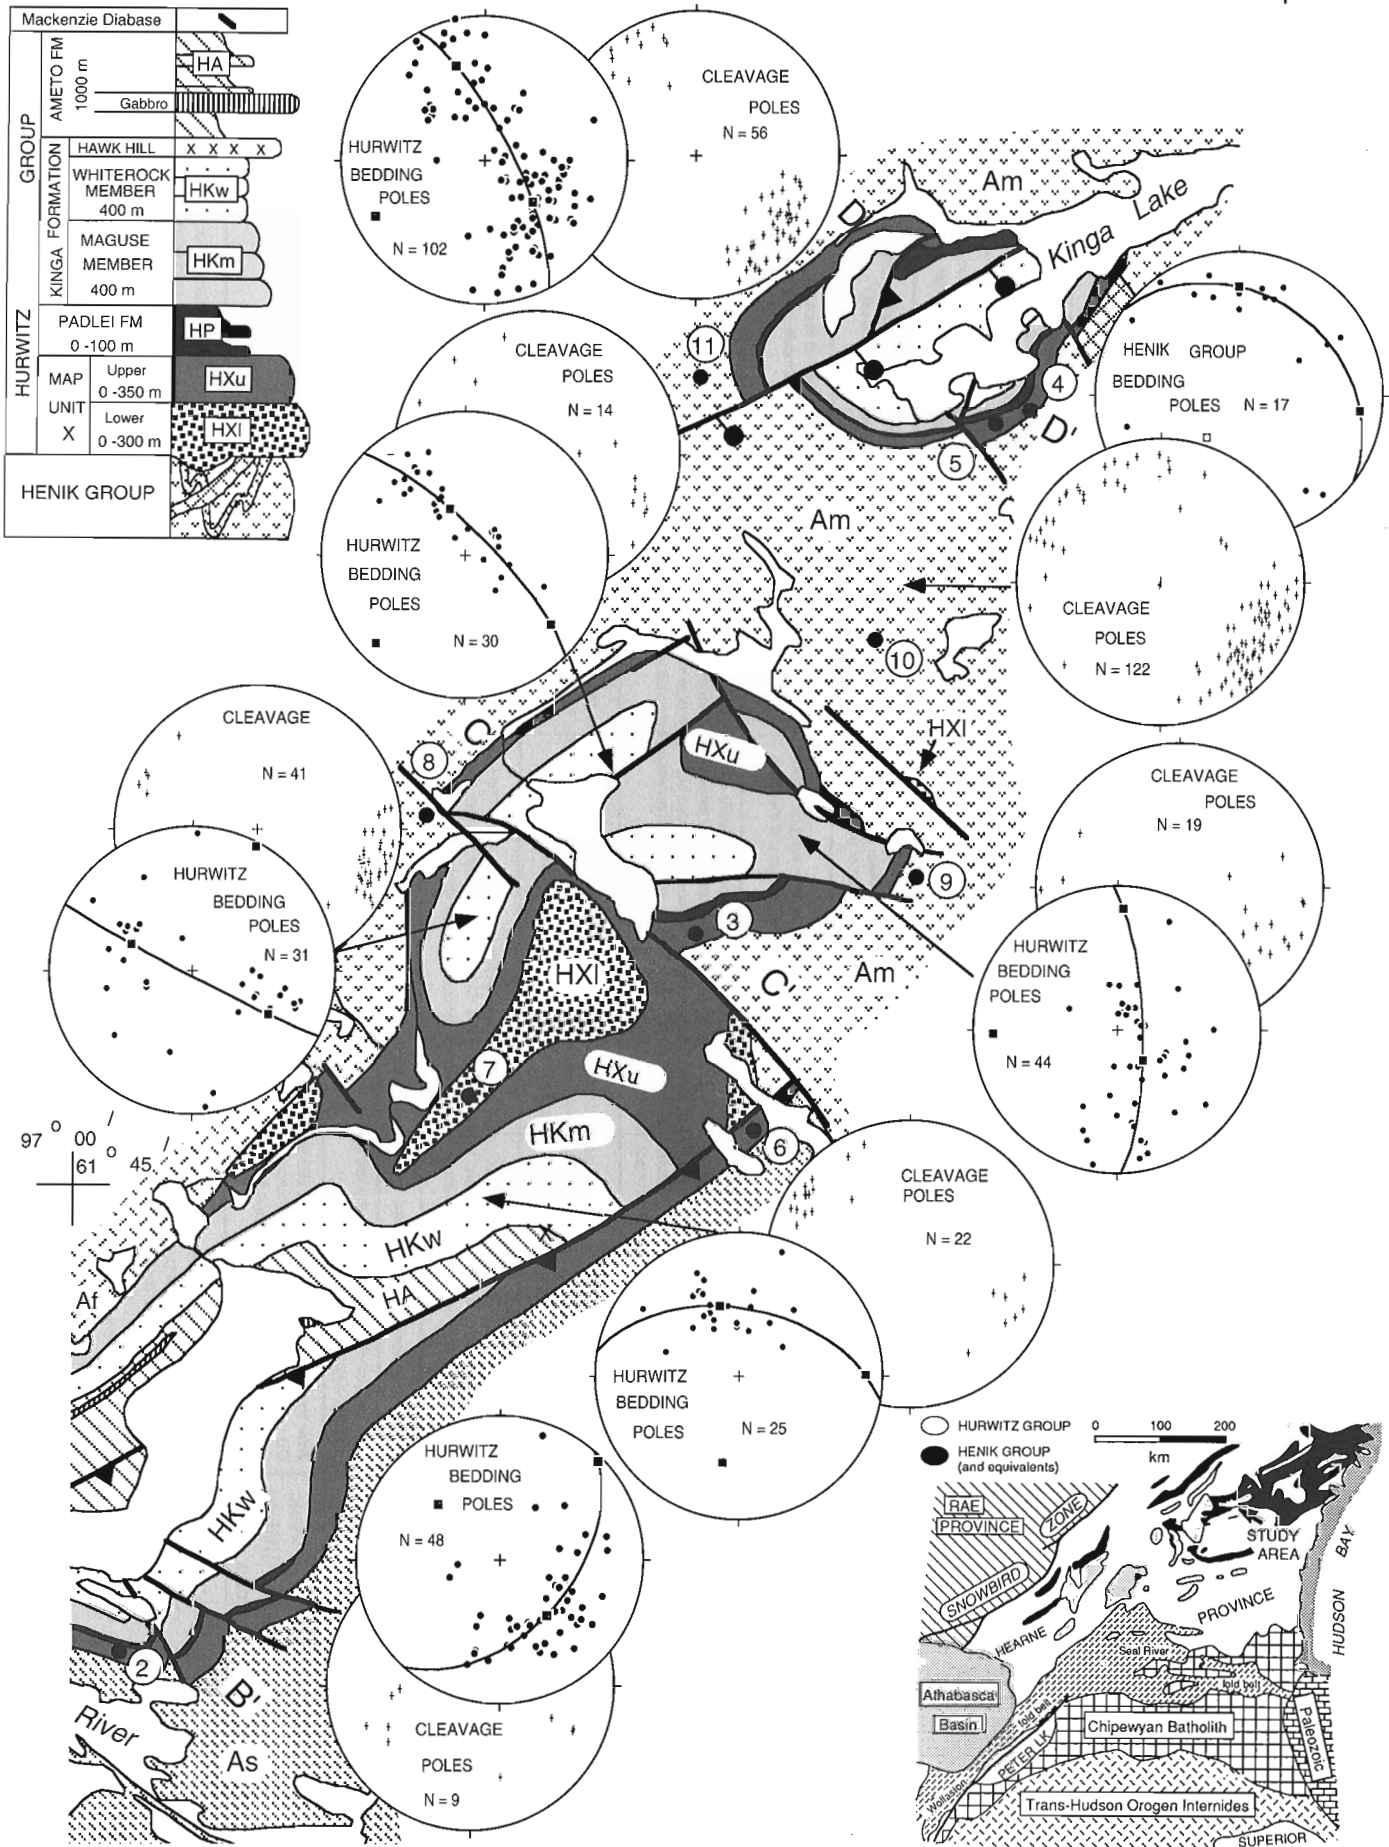 Mackenzie Diabase
HURWITZ GROUP
AMETO FM
1000 m
HA
Gabbro
KINGA FORMATION
HAWK HILL
X X X X
WHITEROCK
MEMBER
400 m
HKw
MAGUSE
MEMBER
400 m
HKm
PADLEI FM
0 -100 m
HP
MAP
UNIT
X
Upper
0 -350 m
HXu
Lower
0 -300 m
HXl
HENIK GROUP
HURWITZ
BEDDING
POLES
N = 102
CLEAVAGE
POLES
N = 56
Am
Kinga Lake
D
D'
11
4
5
HENIK GROUP
BEDDING
POLES N = 17
CLEAVAGE
POLES
N = 14
HURWITZ
BEDDING
POLES
N = 30
Am
10
CLEAVAGE
POLES
N = 122
HXl
C
8
HXu
CLEAVAGE
N = 41
HURWITZ
BEDDING
POLES
N = 31
9
3
C'
Am
CLEAVAGE
POLES
N = 19
HURWITZ
BEDDING
POLES
N = 44
HXl
7
HXu
HKm
6
97 o 00 /
61 o 45 /
CLEAVAGE
POLES
N = 22
HKw
X
HA
Af
HURWITZ
BEDDING
POLES
N = 25
HKw
HURWITZ
BEDDING
POLES
N = 48
CLEAVAGE
POLES
N = 9
2
B'
River
As
HURWITZ GROUP
HENIK GROUP
(and equivalents)
0 100 200
km
RAE
PROVINCE
SNOWBIRD ZONE
STUDY
AREA
HUDSON BAY
HEARNE PROVINCE
Seal River
fold belt
Athabasca
Basin
Wollaston fold belt
PETER LK
Chipewyan Batholith
Paleozoic
Trans-Hudson Orogen Internides
SUPERIOR